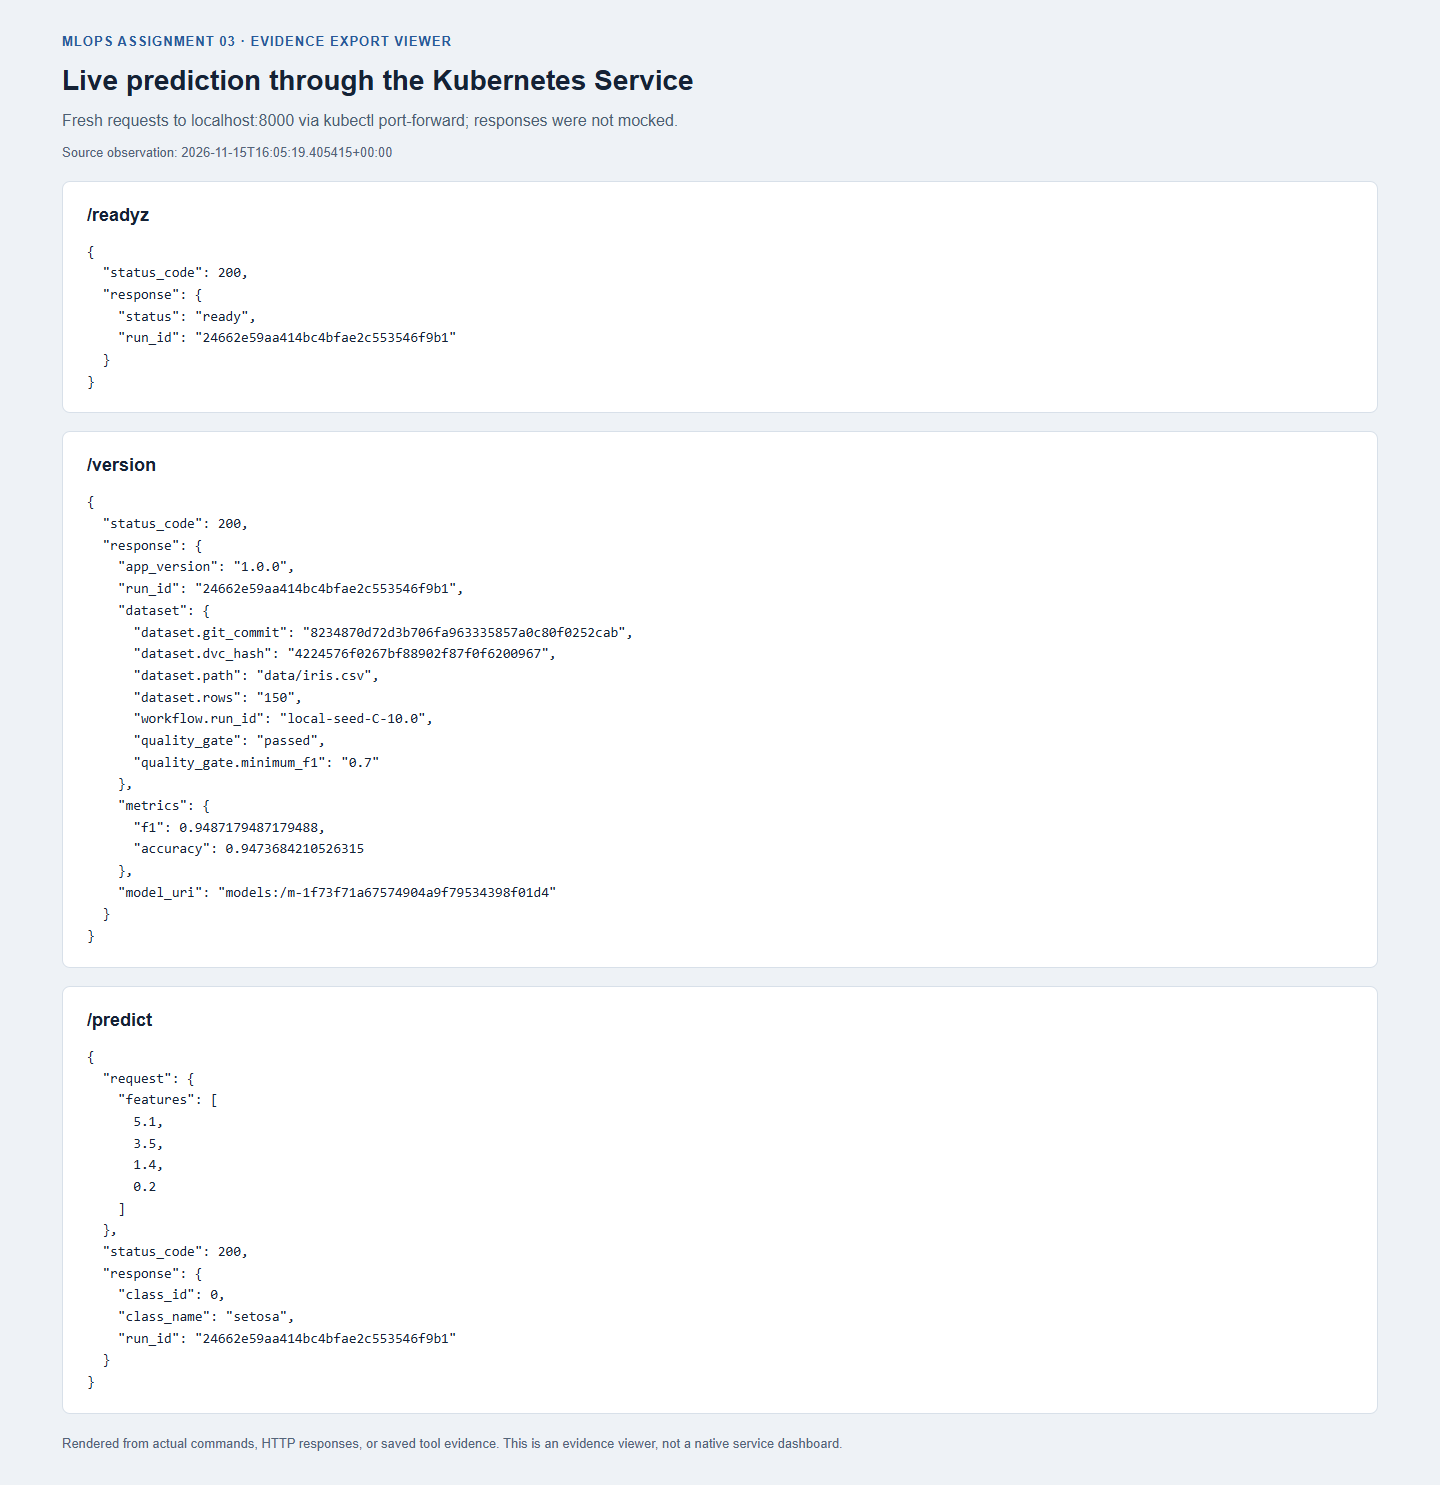 MLOPS ASSIGNMENT 03 · EVIDENCE EXPORT VIEWER
Live prediction through the Kubernetes Service
Fresh requests to localhost:8000 via kubectl port-forward; responses were not mocked.
Source observation: 2026-11-15T16:05:19.405415+00:00
/readyz
{
  "status_code": 200,
  "response": {
    "status": "ready",
    "run_id": "24662e59aa414bc4bfae2c553546f9b1"
  }
}
/version
{
  "status_code": 200,
  "response": {
    "app_version": "1.0.0",
    "run_id": "24662e59aa414bc4bfae2c553546f9b1",
    "dataset": {
      "dataset.git_commit": "8234870d72d3b706fa963335857a0c80f0252cab",
      "dataset.dvc_hash": "4224576f0267bf88902f87f0f6200967",
      "dataset.path": "data/iris.csv",
      "dataset.rows": "150",
      "workflow.run_id": "local-seed-C-10.0",
      "quality_gate": "passed",
      "quality_gate.minimum_f1": "0.7"
    },
    "metrics": {
      "f1": 0.9487179487179488,
      "accuracy": 0.9473684210526315
    },
    "model_uri": "models:/m-1f73f71a67574904a9f79534398f01d4"
  }
}
/predict
{
  "request": {
    "features": [
      5.1,
      3.5,
      1.4,
      0.2
    ]
  },
  "status_code": 200,
  "response": {
    "class_id": 0,
    "class_name": "setosa",
    "run_id": "24662e59aa414bc4bfae2c553546f9b1"
  }
}
Rendered from actual commands, HTTP responses, or saved tool evidence. This is an evidence viewer, not a native service dashboard.